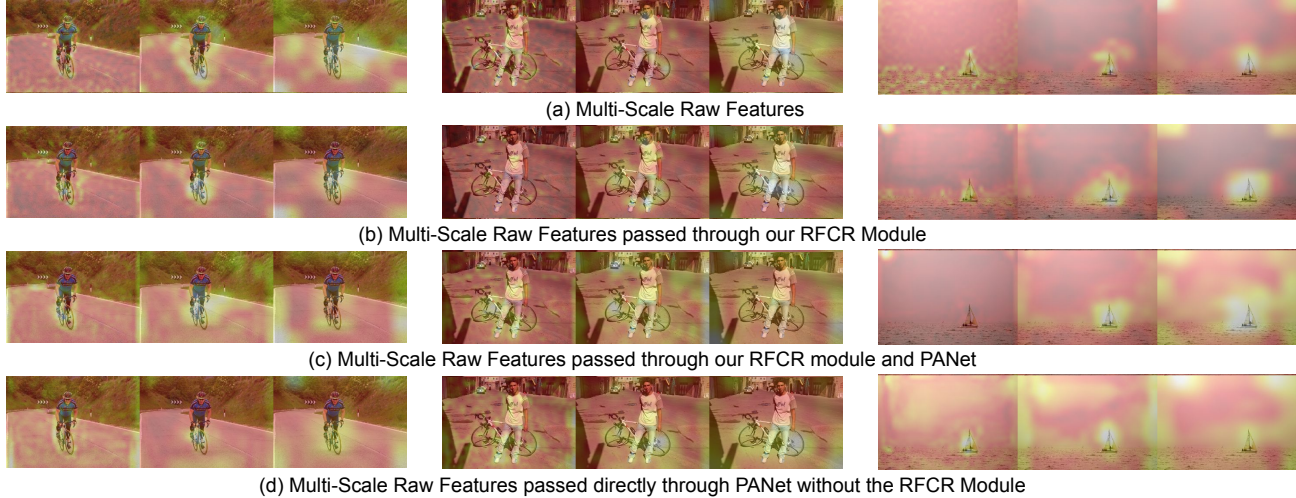 (a) Multi-Scale Raw Features
(b) Multi-Scale Raw Features passed through our RFCR Module
(c) Multi-Scale Raw Features passed through our RFCR module and PANet
(d) Multi-Scale Raw Features passed directly through PANet without the RFCR Module